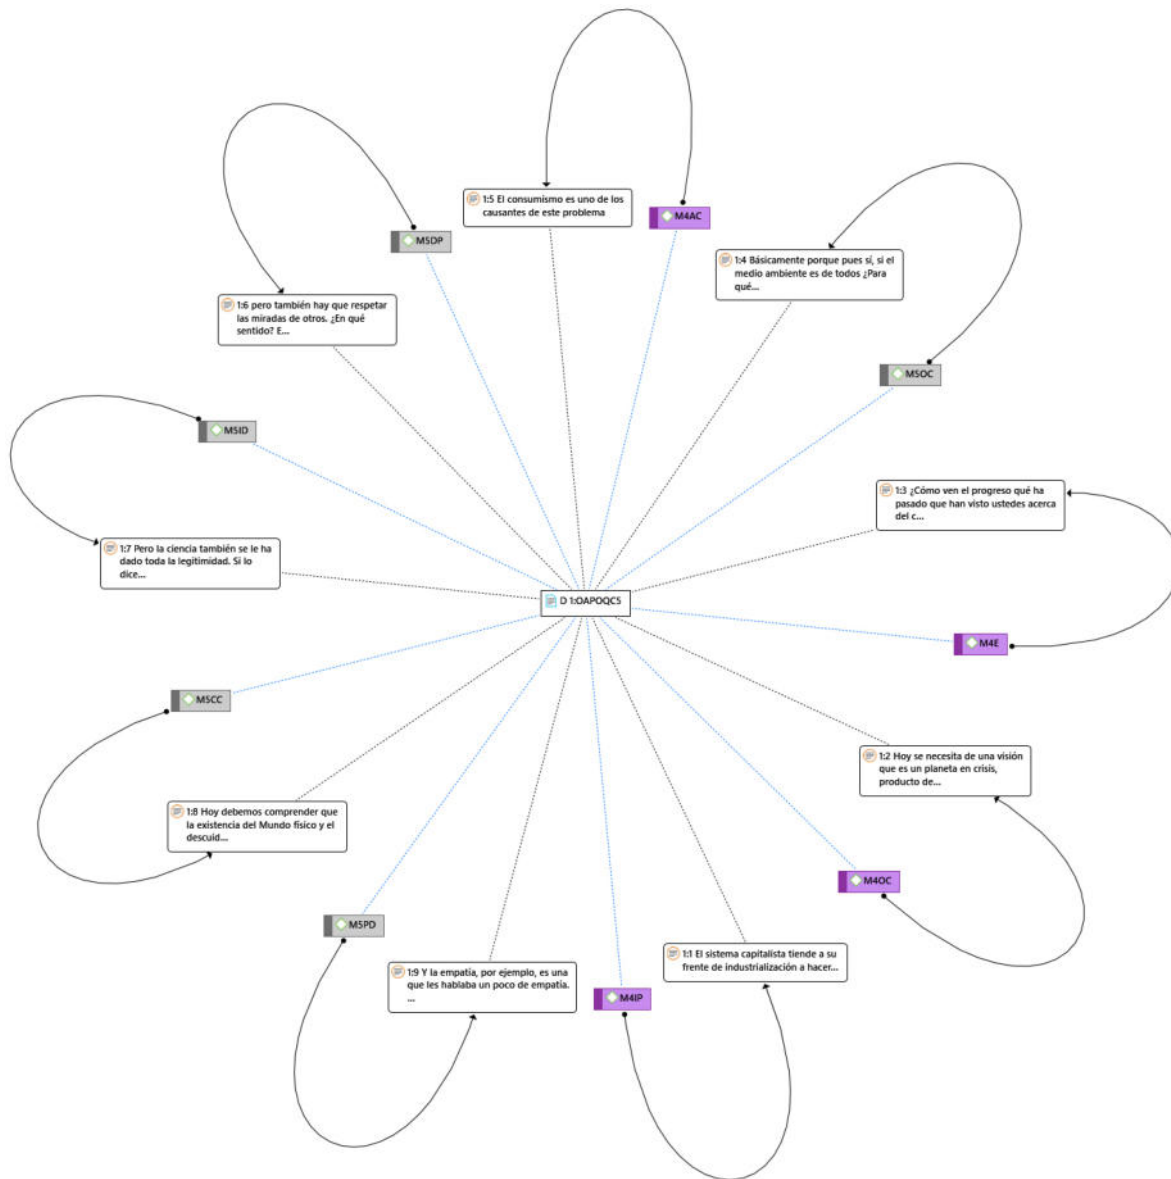 1:5 El consumismo es uno de los
causantes de este problema
M4AC
M5DP
1:4 Básicamente porque pues sí, si el
medio ambiente es de todos ¿Para
qué...
1:6 pero también hay que respetar
las miradas de otros. ¿En qué
sentido? E...
M5OC
M5ID
1:3 ¿Cómo ven el progreso qué ha
pasado que han visto ustedes acerca
del c...
1:7 Pero la ciencia también se le ha
dado toda la legitimidad. Si lo
dice...
D 1:OAPOQCS
M4E
M5CC
1:2 Hoy se necesita de una visión
que es un planeta en crisis,
producto de...
1:8 Hoy debemos comprender que
la existencia del Mundo físico y el
descuid...
M4OC
M5PD
1:1 El sistema capitalista tiende a su
frente de industrialización a hacer...
1:9 Y la empatía, por ejemplo, es una
que les hablaba un poco de empatía.
...
M4IP